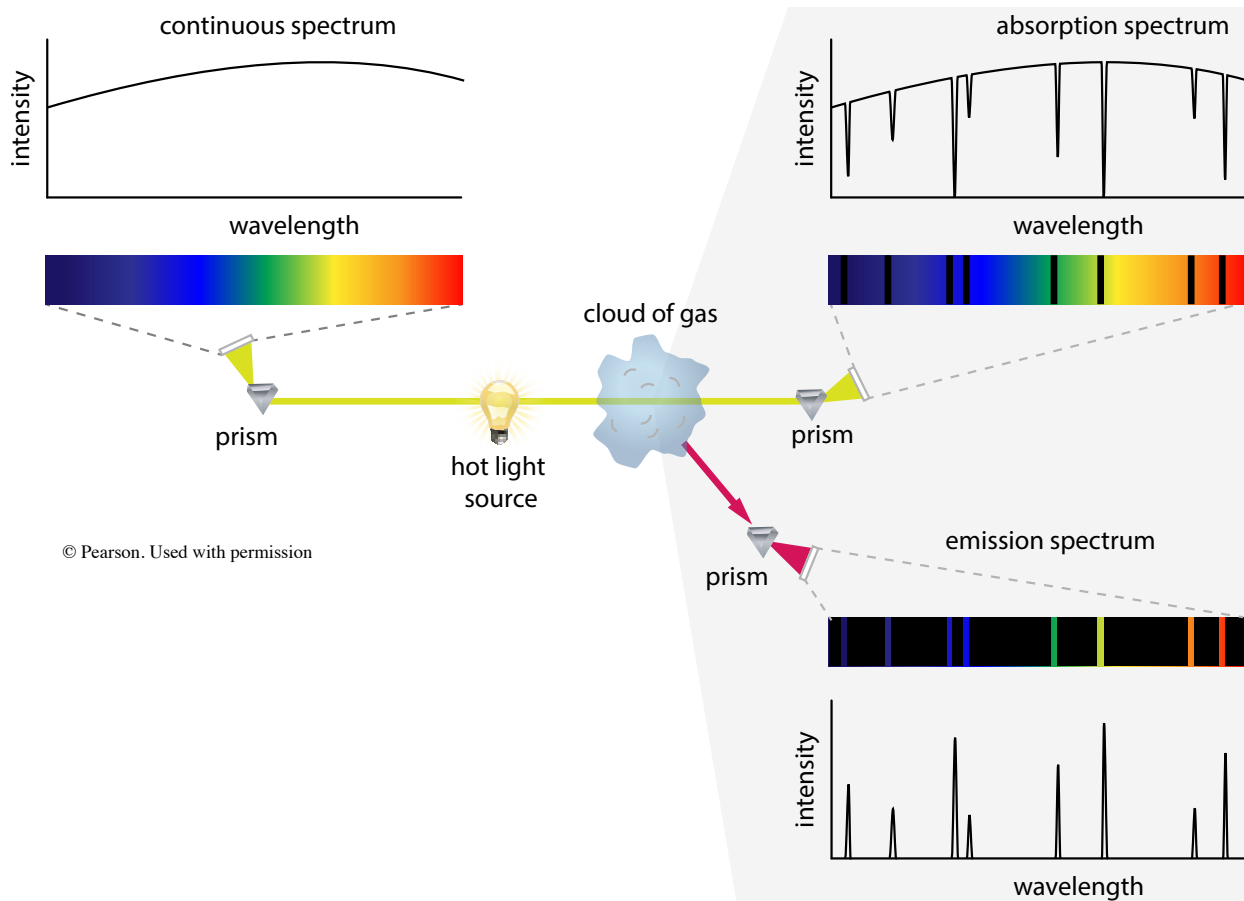 continuous spectrum
intensity
wavelength
absorption spectrum
intensity
wavelength
cloud of gas
prism
hot light
source
prism
© Pearson. Used with permission
prism
emission spectrum
intensity
wavelength